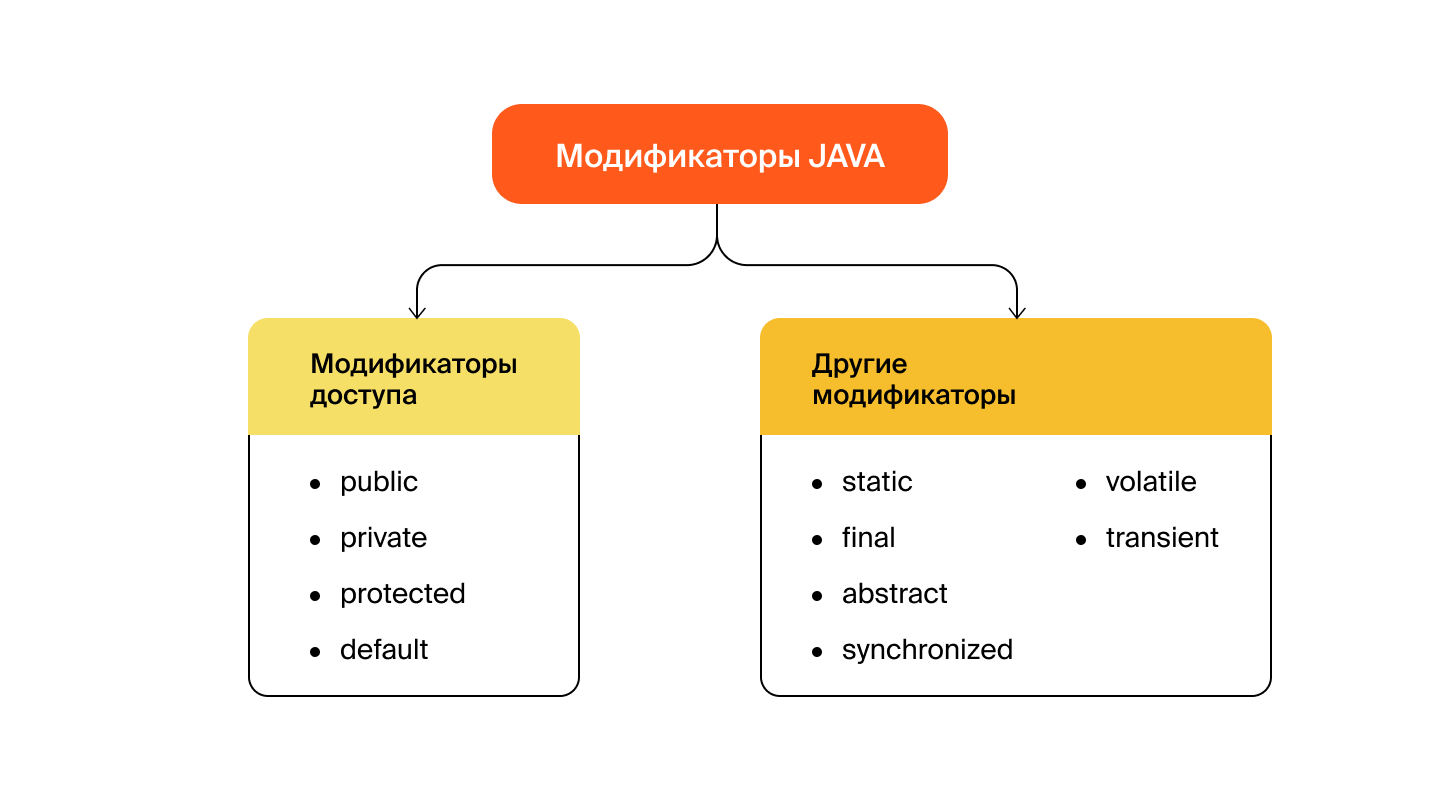 Модификаторы JAVA
Модификаторы
доступа
public
private
protected
default
Другие
модификаторы
static
final
abstract
synchronized
volatile
transient